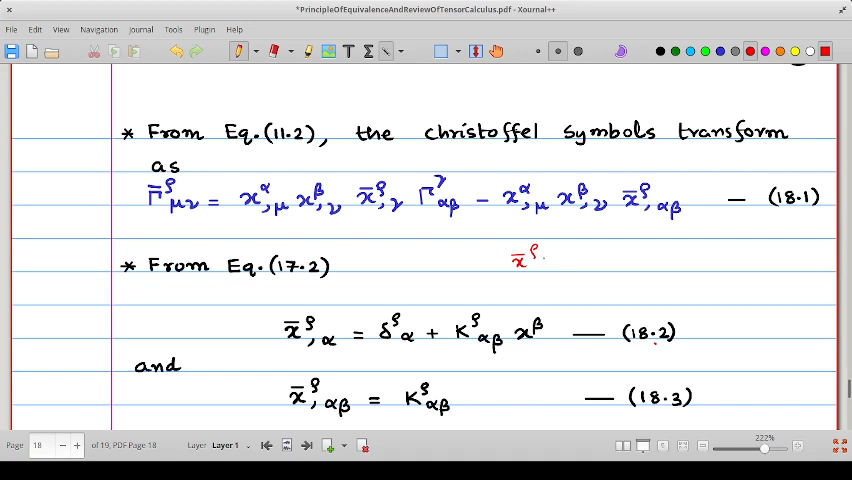 *PrincipleOfEquivalenceAndReviewOfTensorCalculus.pdf - Xournal++
File Edit View Navigation Journal Tools Plugin Help
* From Eq.(11.2), the christoffel symbols transform
as
Γ̄^ρ_μν = x^α_,μ x^β_,ν x̄^ρ_,γ Γ^γ_αβ − x^α_,μ x^β_,ν x̄^ρ_,αβ — (18.1)
* From Eq.(17.2)
x̄^ρ.
x̄^ρ_,α = δ^ρ_α + K^ρ_αβ x^β — (18.2)
and
x̄^ρ_,αβ = K^ρ_αβ — (18.3)
Page 18 of 19, PDF Page 18 Layer Layer 1 222%